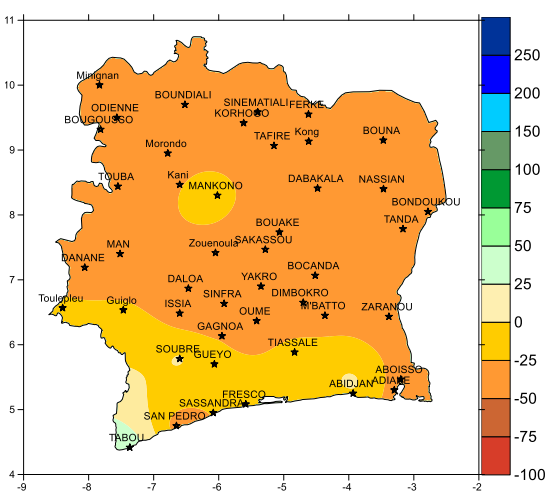 11
10
9
8
7
6
5
4
-9
-8
-7
-6
-5
-4
-3
-2
Minignan
BOUNDIALI
ODIENNE
SINEMATIALI
FERKE
BOUGOUSSO
KORHOGO
TAFIRE
Kong
BOUNA
Morondo
TOUBA
Kani
MANKONO
DABAKALA
NASSIAN
BONDOUKOU
TANDA
BOUAKE
MAN
Zouenoula
SAKASSOU
DANANE
BOCANDA
DALOA
YAKRO
Toulepleu
Guiglo
SINFRA
DIMBOKRO
ISSIA
OUME
M'BATTO
ZARANOU
GAGNOA
TIASSALE
SOUBRE
GUEYO
ABOISSO
ABIDJAN
ADIAKE
FRESCO
SASSANDRA
SAN PEDRO
TABOU
250
200
150
100
75
50
25
0
-25
-50
-75
-100